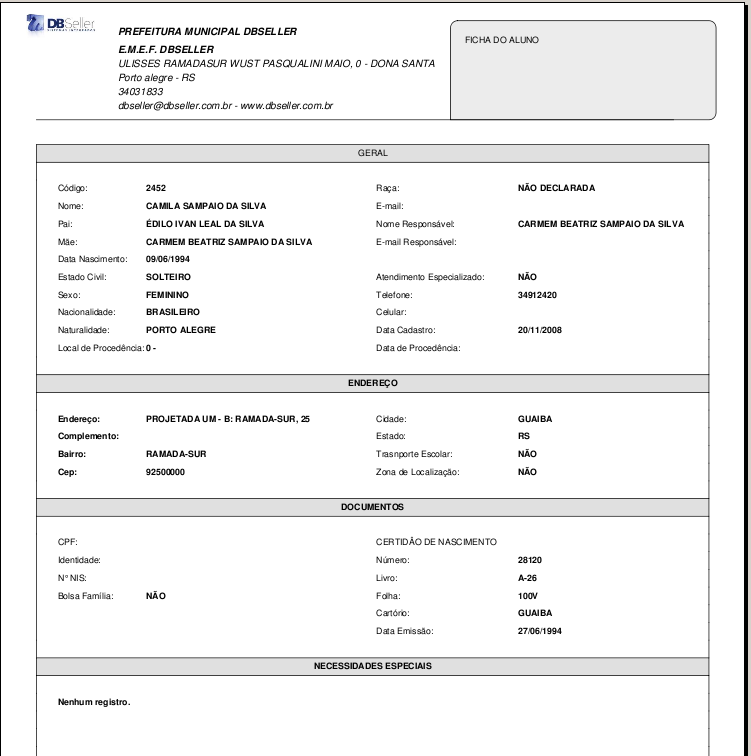 DBSeller
PREFEITURA MUNICIPAL DBSELLER
E.M.E.F. DBSELLER
ULISSES RAMADASUR WUST PASQUALINI MAIO, 0 - DONA SANTA
Porto alegre - RS
34031833
dbseller@dbseller.com.br - www.dbseller.com.br
FICHA DO ALUNO
GERAL
Código: 2452 Raça: NÃO DECLARADA
Nome: CAMILA SAMPAIO DA SILVA E-mail:
Pai: ÉDILO IVAN LEAL DA SILVA Nome Responsável: CARMEM BEATRIZ SAMPAIO DA SILVA
Mãe: CARMEM BEATRIZ SAMPAIO DA SILVA E-mail Responsável:
Data Nascimento: 09/06/1994
Estado Civil: SOLTEIRO Atendimento Especializado: NÃO
Sexo: FEMININO Telefone: 34912420
Nacionalidade: BRASILEIRO Celular:
Naturalidade: PORTO ALEGRE Data Cadastro: 20/11/2008
Local de Procedência: 0 - Data de Procedência:
ENDEREÇO
Endereço: PROJETADA UM - B: RAMADA-SUR, 25 Cidade: GUAIBA
Complemento: Estado: RS
Bairro: RAMADA-SUR Trasnporte Escolar: NÃO
Cep: 92500000 Zona de Localização: NÃO
DOCUMENTOS
CPF: CERTIDÃO DE NASCIMENTO
Identidade: Número: 28120
N° NIS: Livro: A-26
Bolsa Família: NÃO Folha: 100V
Cartório: GUAIBA
Data Emissão: 27/06/1994
NECESSIDADES ESPECIAIS
Nenhum registro.